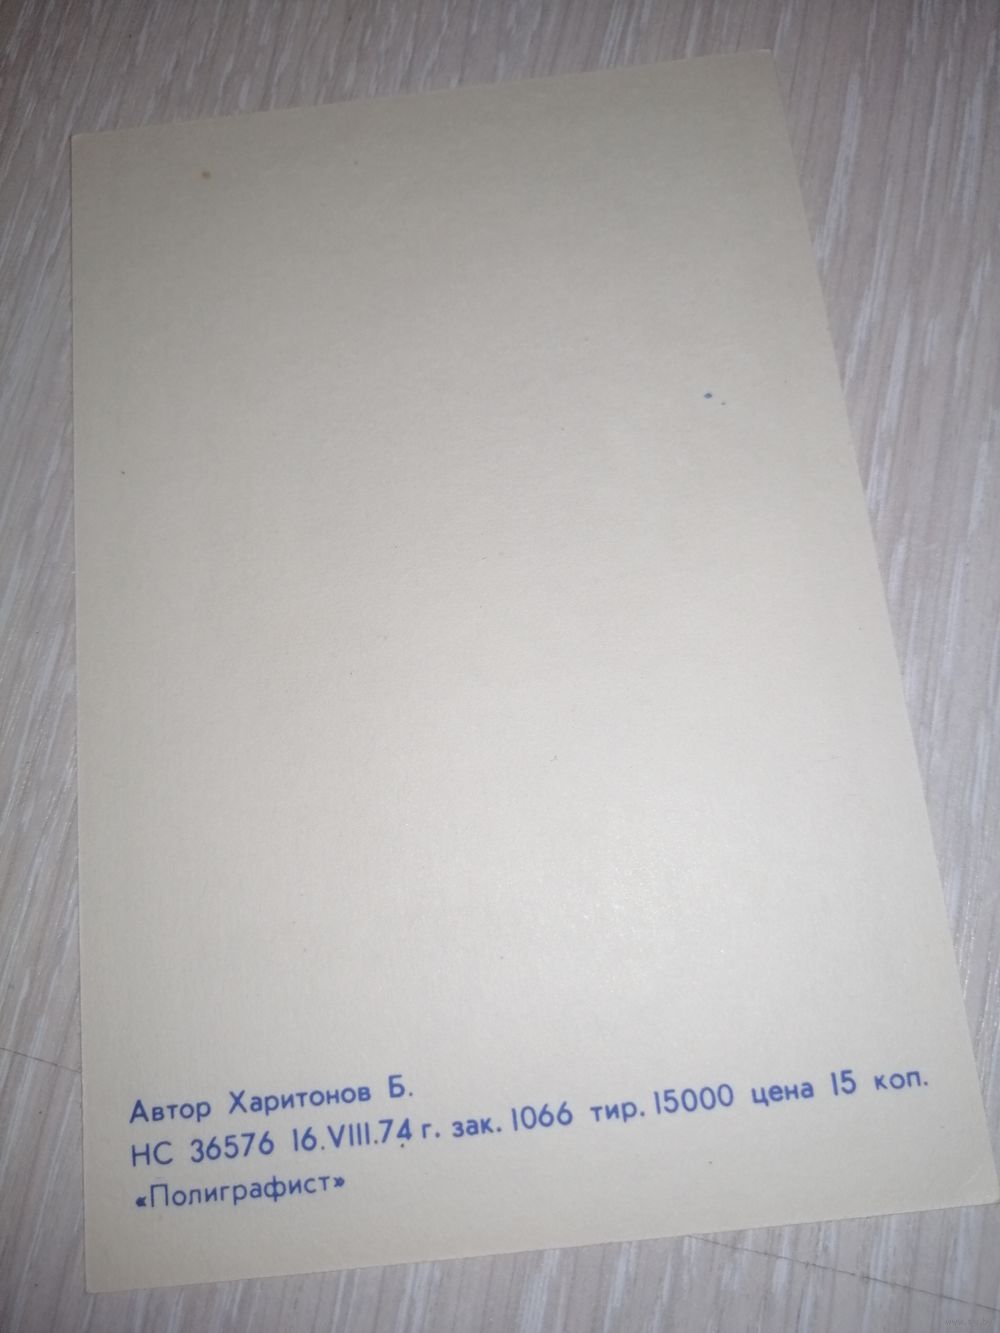 Автор Харитонов Б.
НС 36576 16.VIII.74 г. зак. 1066 тир. 15000 цена 15 коп.
«Полиграфист»